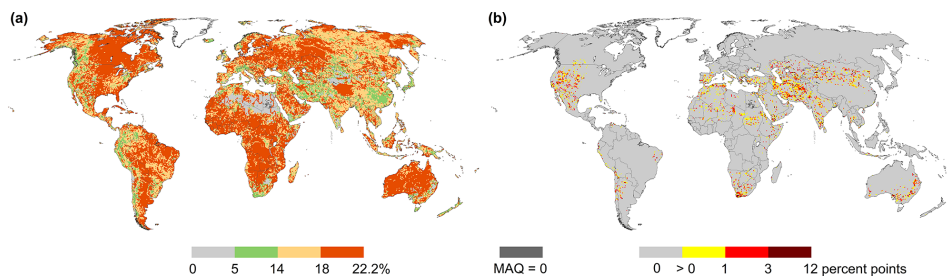 (a)
(b)
0 5 14 18 22.2%
MAQ = 0
0 > 0 1 3 12 percent points